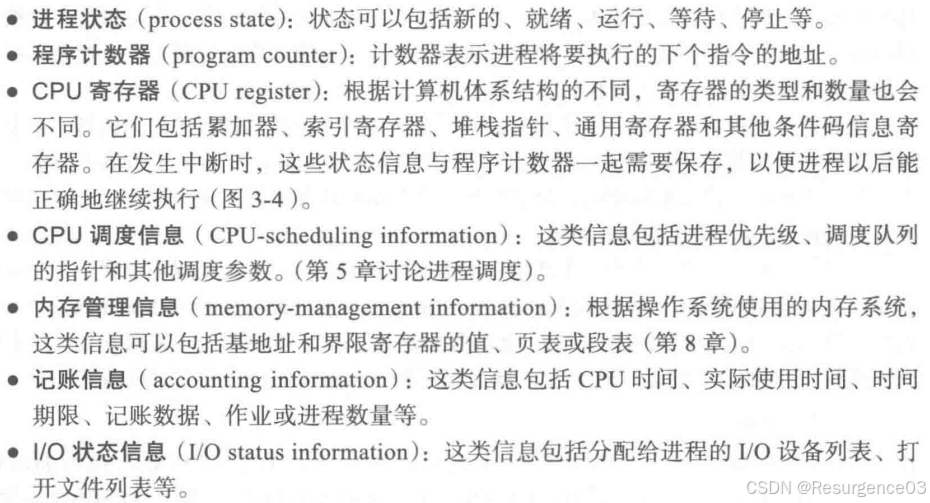 ● 进程状态（process state）：状态可以包括新的、就绪、运行、等待、停止等。
● 程序计数器（program counter）：计数器表示进程将要执行的下个指令的地址。
● CPU 寄存器（CPU register）：根据计算机体系结构的不同，寄存器的类型和数量也会
不同。它们包括累加器、索引寄存器、堆栈指针、通用寄存器和其他条件码信息寄
存器。在发生中断时，这些状态信息与程序计数器一起需要保存，以便进程以后能
正确地继续执行（图 3-4）。
● CPU 调度信息（CPU-scheduling information）：这类信息包括进程优先级、调度队列
的指针和其他调度参数。（第 5 章讨论进程调度）。
● 内存管理信息（memory-management information）：根据操作系统使用的内存系统，
这类信息可以包括基地址和界限寄存器的值、页表或段表（第 8 章）。
● 记账信息（accounting information）：这类信息包括 CPU 时间、实际使用时间、时间
期限、记账数据、作业或进程数量等。
● I/O 状态信息（I/O status information）：这类信息包括分配给进程的 I/O 设备列表、打
开文件列表等。
CSDN @Resurgence03